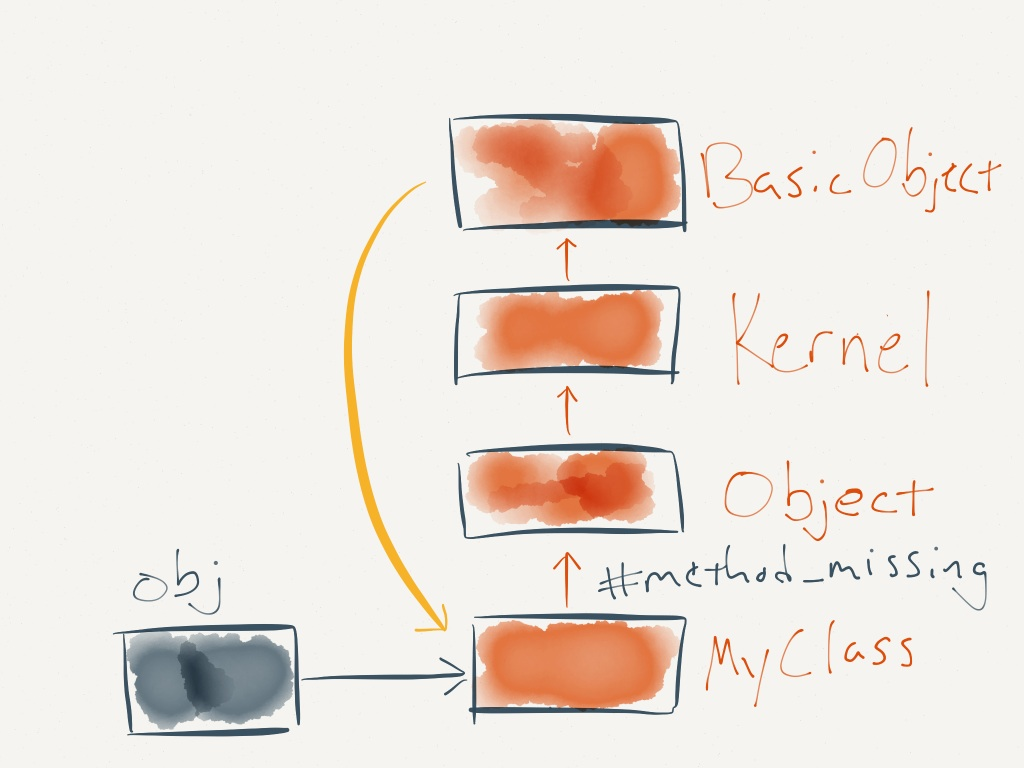 BasicObject
Kernel
Object
#method_missing
obj
MyClass